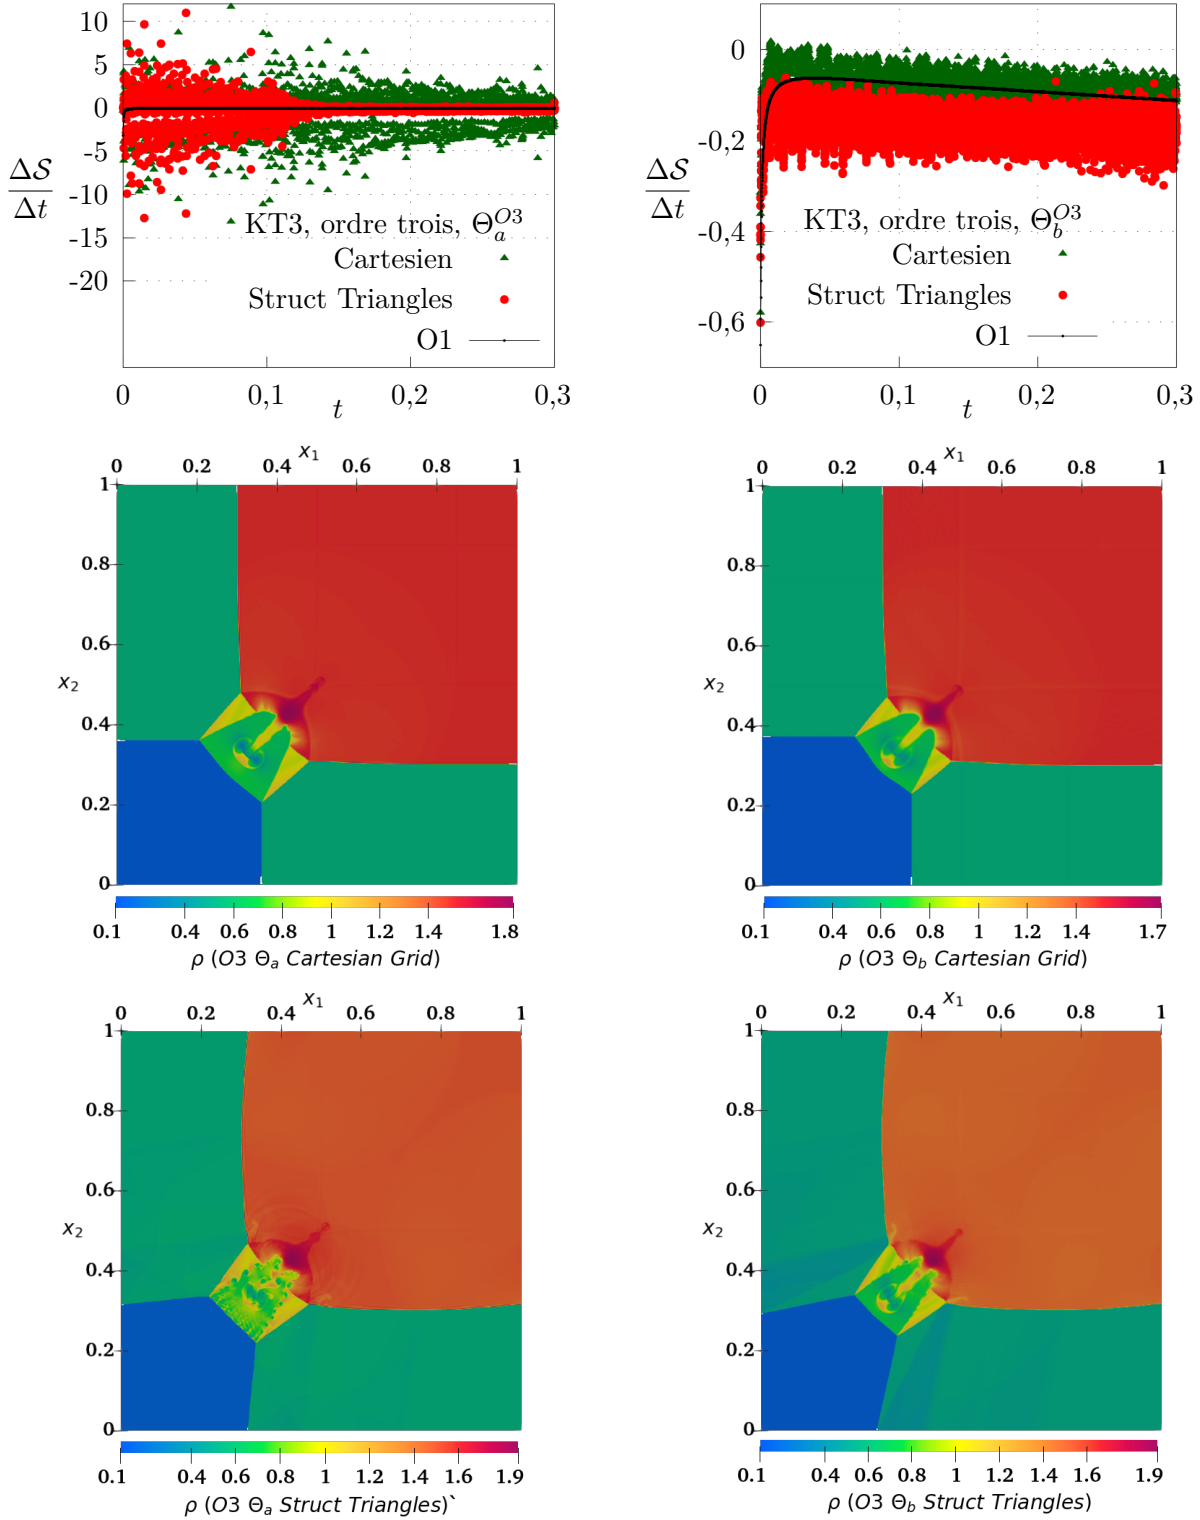 10
5
0
-5
-10
-15
-20
ΔS
Δt
KT3, ordre trois, Θ_a^{O3}
Cartesien
Struct Triangles
O1
0 0,1 0,2 0,3
t
0
-0,2
-0,4
-0,6
ΔS
Δt
KT3, ordre trois, Θ_b^{O3}
Cartesien
Struct Triangles
O1
0 0,1 0,2 0,3
t
x₁
0 0.2 0.4 0.6 0.8 1
1
0.8
0.6
x₂
0.4
0.2
0
0.1 0.4 0.6 0.8 1 1.2 1.4 1.8
ρ (O3 Θₐ Cartesian Grid)
x₁
0 0.2 0.4 0.6 0.8 1
1
0.8
0.6
x₂
0.4
0.2
0
0.1 0.4 0.6 0.8 1 1.2 1.4 1.7
ρ (O3 Θ_b Cartesian Grid)
x₁
0 0.2 0.4 0.6 0.8 1
1
0.8
0.6
x₂
0.4
0.2
0
0.1 0.4 0.6 0.8 1 1.2 1.4 1.6 1.9
ρ (O3 Θₐ Struct Triangles)`
x₁
0 0.2 0.4 0.6 0.8 1
1
0.8
0.6
x₂
0.4
0.2
0
0.1 0.4 0.6 0.8 1 1.2 1.4 1.6 1.9
ρ (O3 Θ_b Struct Triangles)